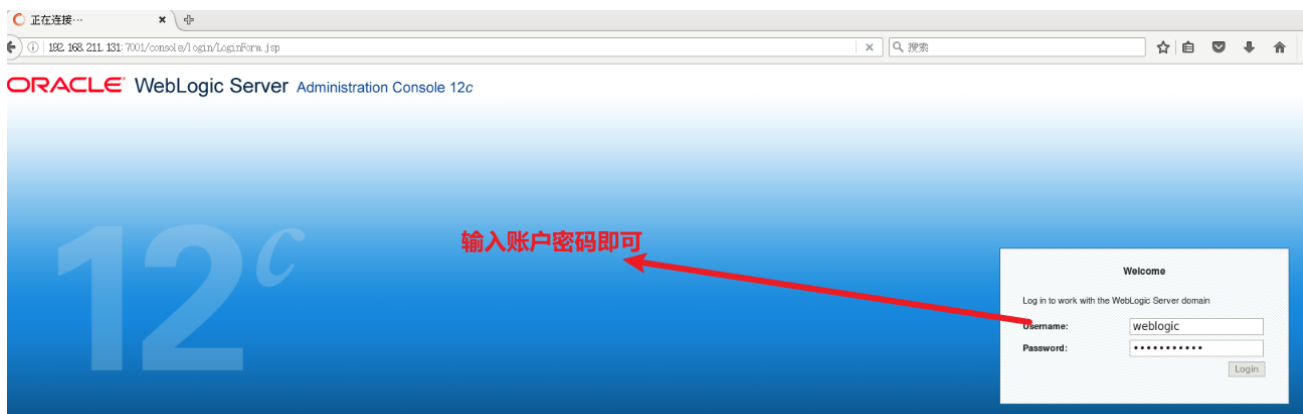 正在连接…
192.168.211.131:7001/console/login/LoginForm.jsp
搜索
ORACLE WebLogic Server Administration Console 12c
12c
输入账户密码即可
Welcome
Log in to work with the WebLogic Server domain
Username: weblogic
Password: •••••••••••
Login